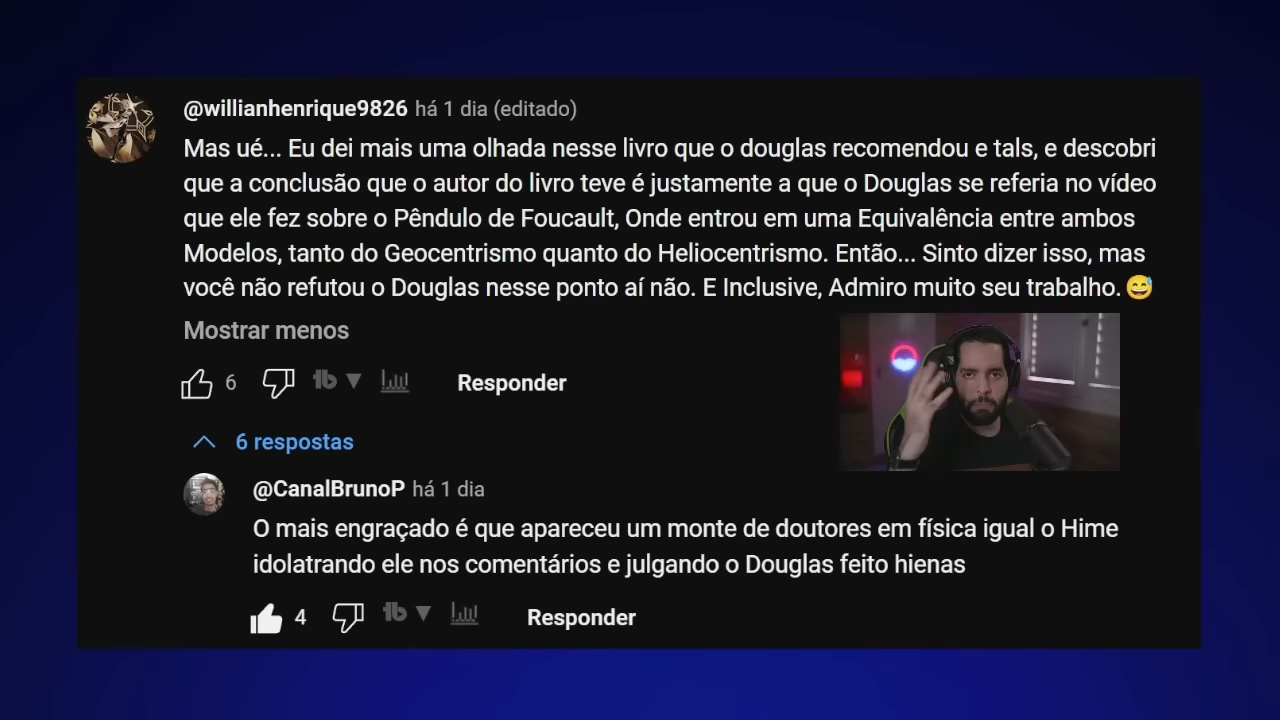 @willianhenrique9826 há 1 dia (editado)
Mas ué... Eu dei mais uma olhada nesse livro que o douglas recomendou e tals, e descobri
que a conclusão que o autor do livro teve é justamente a que o Douglas se referia no vídeo
que ele fez sobre o Pêndulo de Foucault, Onde entrou em uma Equivalência entre ambos
Modelos, tanto do Geocentrismo quanto do Heliocentrismo. Então... Sinto dizer isso, mas
você não refutou o Douglas nesse ponto aí não. E Inclusive, Admiro muito seu trabalho. 😅
Mostrar menos
6 tb ▼ Responder
6 respostas
@CanalBrunoP há 1 dia
O mais engraçado é que apareceu um monte de doutores em física igual o Hime
idolatrando ele nos comentários e julgando o Douglas feito hienas
4 tb ▼ Responder